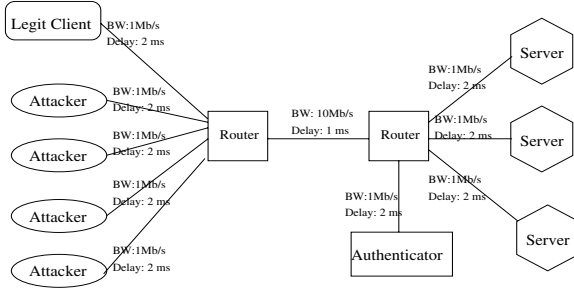 Legit Client
BW:1Mb/s
Delay: 2 ms
Attacker
BW:1Mb/s
Delay: 2 ms
Attacker
BW:1Mb/s
Delay: 2 ms
Attacker
BW:1Mb/s
Delay: 2 ms
Attacker
BW:1Mb/s
Delay: 2 ms
Router
BW: 10Mb/s
Delay: 1 ms
Router
BW:1Mb/s
Delay: 2 ms
Server
BW:1Mb/s
Delay: 2 ms
Server
BW:1Mb/s
Delay: 2 ms
Server
BW:1Mb/s
Delay: 2 ms
Authenticator